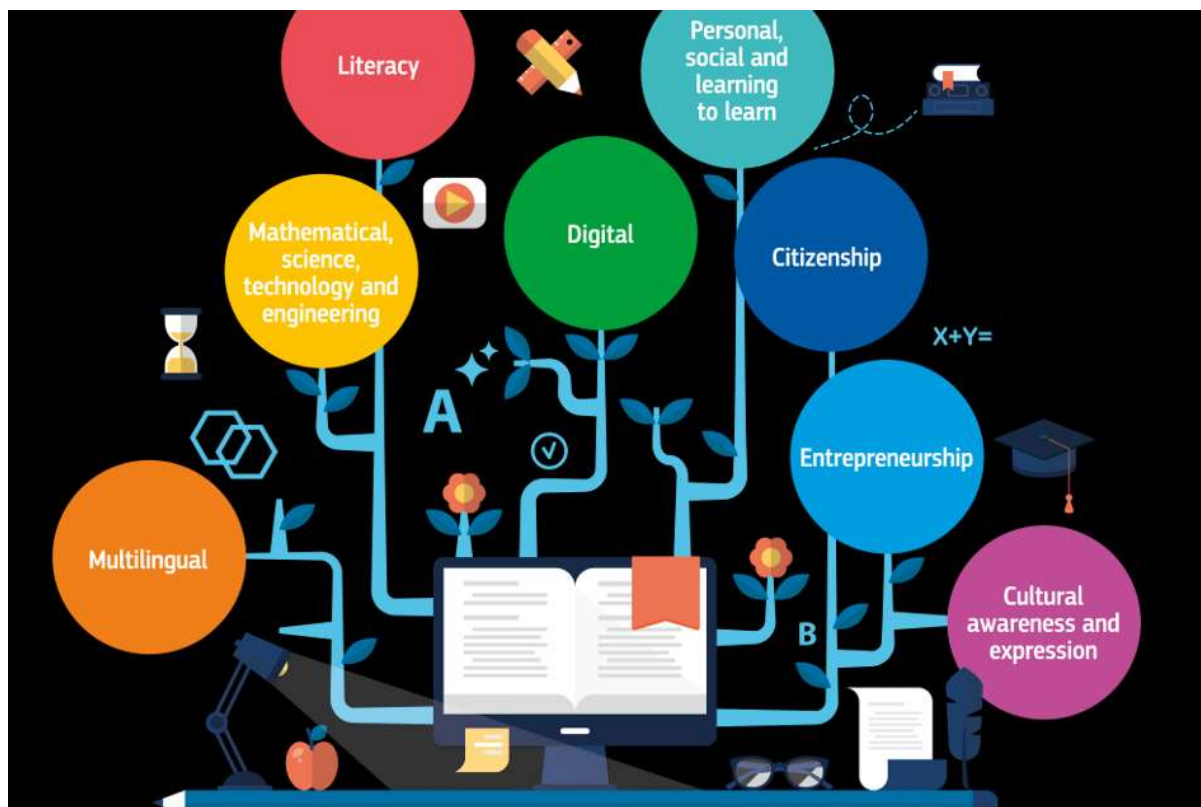 Literacy
Personal,
social and
learning
to learn
Mathematical,
science,
technology and
engineering
Digital
Citizenship
X+Y=
A
Entrepreneurship
Multilingual
Cultural
awareness and
expression
B